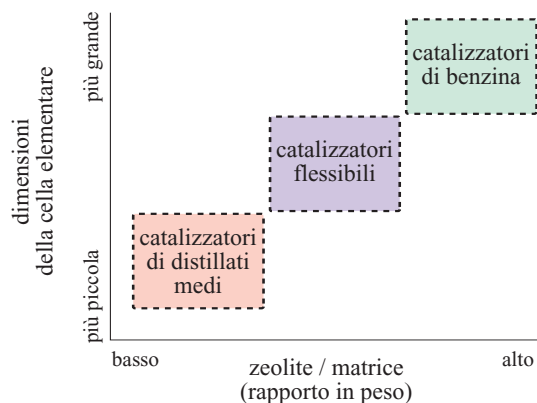 più grande
dimensioni
della cella elementare
più piccola
catalizzatori
di benzina
catalizzatori
flessibili
catalizzatori
di distillati
medi
basso
zeolite / matrice
(rapporto in peso)
alto